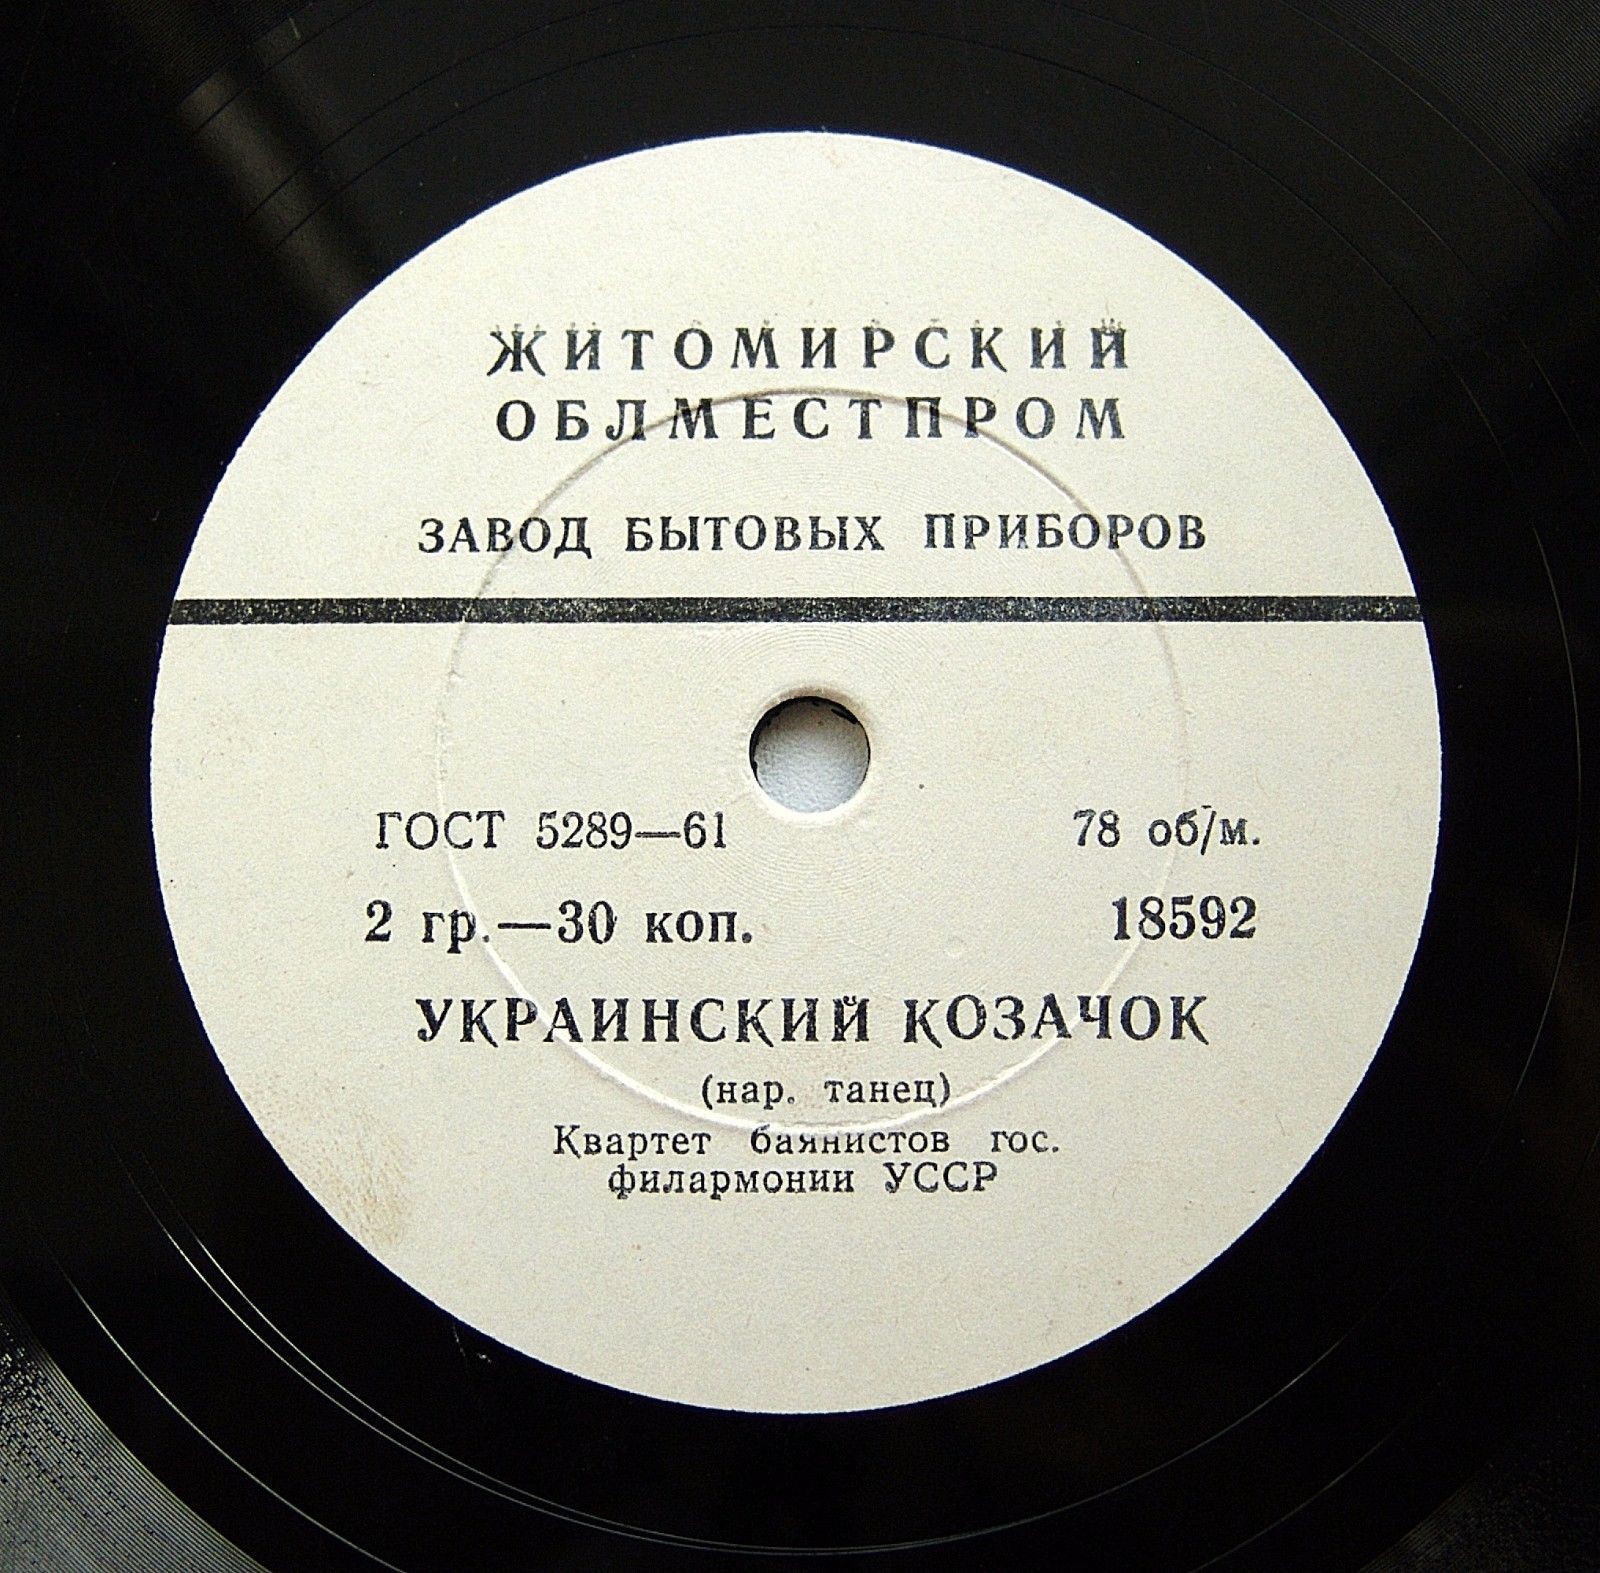 ЖИТОМИРСКИЙ
ОБЛМЕСТПРОМ
ЗАВОД БЫТОВЫХ ПРИБОРОВ
ГОСТ 5289—61 78 об/м.
2 гр.—30 коп. 18592
УКРАИНСКИЙ КОЗАЧОК
(нар. танец)
Квартет баянистов гос.
филармонии УССР